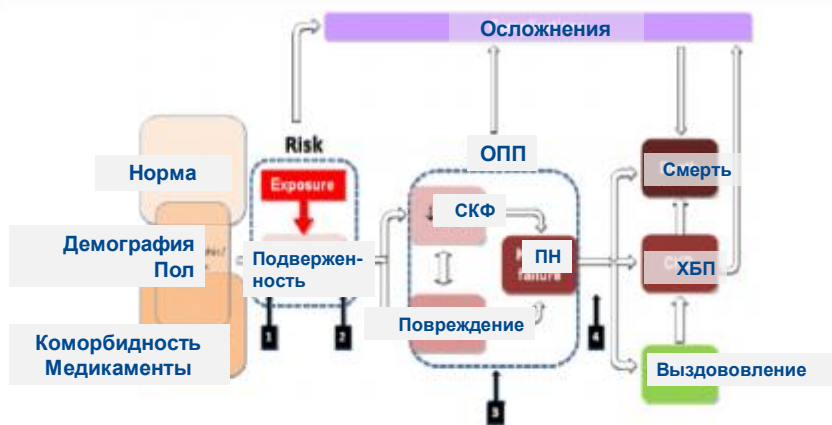 Осложнения
Risk
ОПП
Норма
Exposure
Смерть
СКФ
Демография
Пол
Подвержен-
ность
ПН
failure
ХБП
Повреждение
1
2
4
Коморбидность
Медикаменты
Выздововление
3